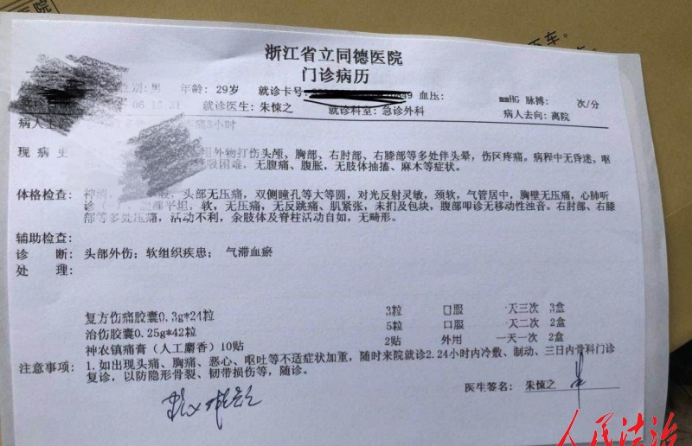 浙江省立同德医院
门诊病历
性别: 男 年龄: 29岁 就诊卡号: 血压: mmHG 脉搏: 次/分
就诊医生: 朱悚之 就诊科室: 急诊外科 病人去向: 离院
病人主 小时
现病 外物打伤头颅, 胸部、右肘部、右膝部等多处伴头晕, 伤区疼痛。病程中无昏迷、呕
吸困难, 无腹痛、腹胀, 无肢体抽搐、麻木等症状。
体格检查: 头部无压痛, 双侧瞳孔等大等圆, 对光反射灵敏, 颈软, 气管居中, 胸壁无压痛, 心肺听
诊( 平坦, 软, 无压痛, 无反跳痛、肌紧张, 未扪及包块, 腹部叩诊无移动性浊音。右肘部、右膝
部等多处压痛, 活动不利, 余肢体及脊柱活动自如, 无畸形。
辅助检查:
诊 断: 头部外伤; 软组织疾患; 气滞血瘀
处 理:
复方伤痛胶囊0.3g*24粒 3粒 口服 一天三次 3盒
治伤胶囊0.25g*42粒 5粒 口服 一天二次 2盒
神农镇痛膏(人工麝香)10贴 2贴 外用 一天一次 2盒
注意事项: 1.如出现头痛、胸痛、恶心、呕吐等不适症状加重, 随时来院就诊2.24小时内冷敷、制动、三日内骨科门诊
复诊, 以防隐形骨裂、韧带损伤等, 随诊。
医生签名: 朱悚之
人民法治